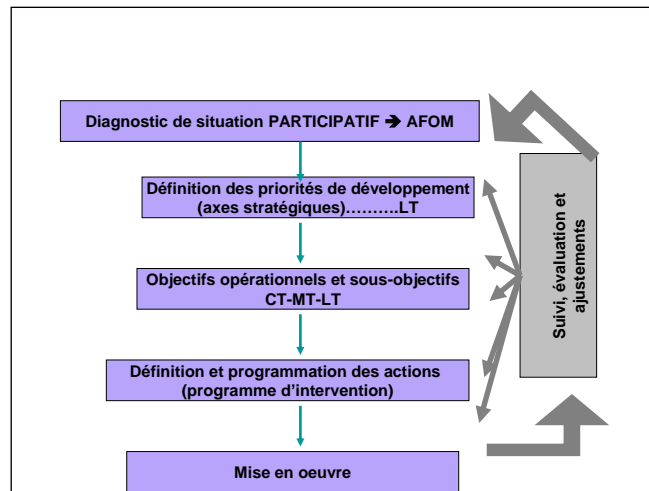 Diagnostic de situation PARTICIPATIF ➔ AFOM
Définition des priorités de développement
(axes stratégiques)……….LT
Objectifs opérationnels et sous-objectifs
CT-MT-LT
Définition et programmation des actions
(programme d'intervention)
Mise en oeuvre
Suivi, évaluation et
ajustements